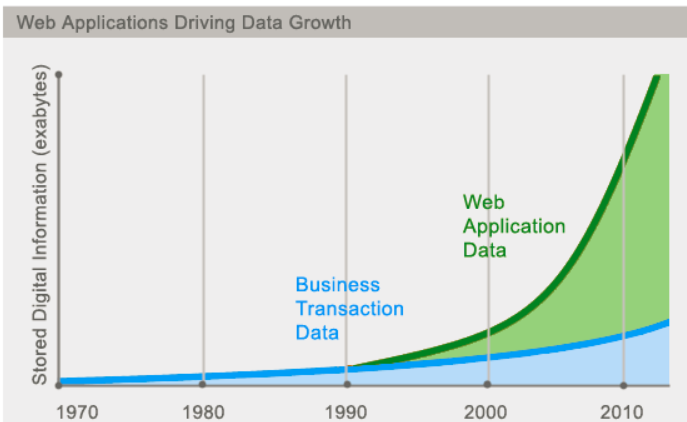 Web Applications Driving Data Growth
Stored Digital Information (exabytes)
Web
Application
Data
Business
Transaction
Data
1970 1980 1990 2000 2010